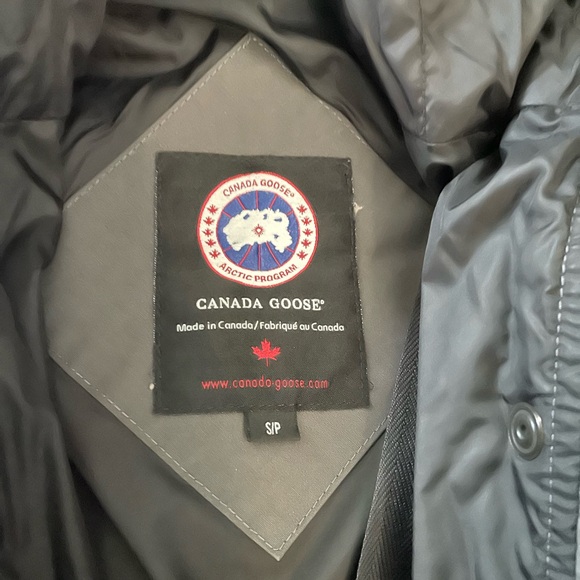 CANADA GOOSE®
ARCTIC PROGRAM
CANADA GOOSE®
Made in Canada/Fabriqué au Canada
www.canada-goose.com
S/P